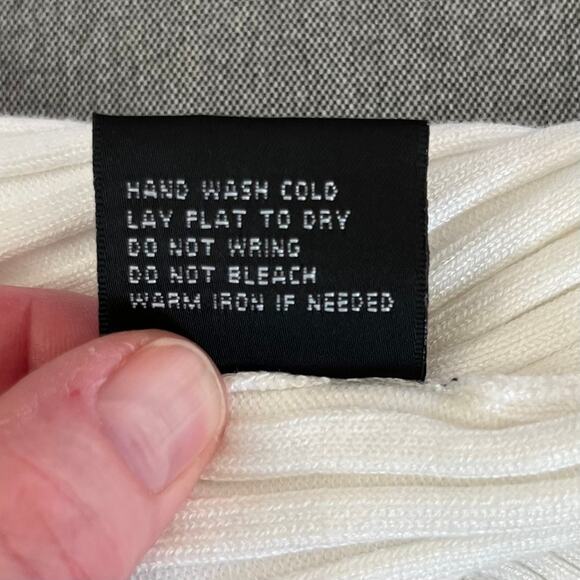 HAND WASH COLD
LAY FLAT TO DRY
DO NOT WRING
DO NOT BLEACH
WARM IRON IF NEEDED